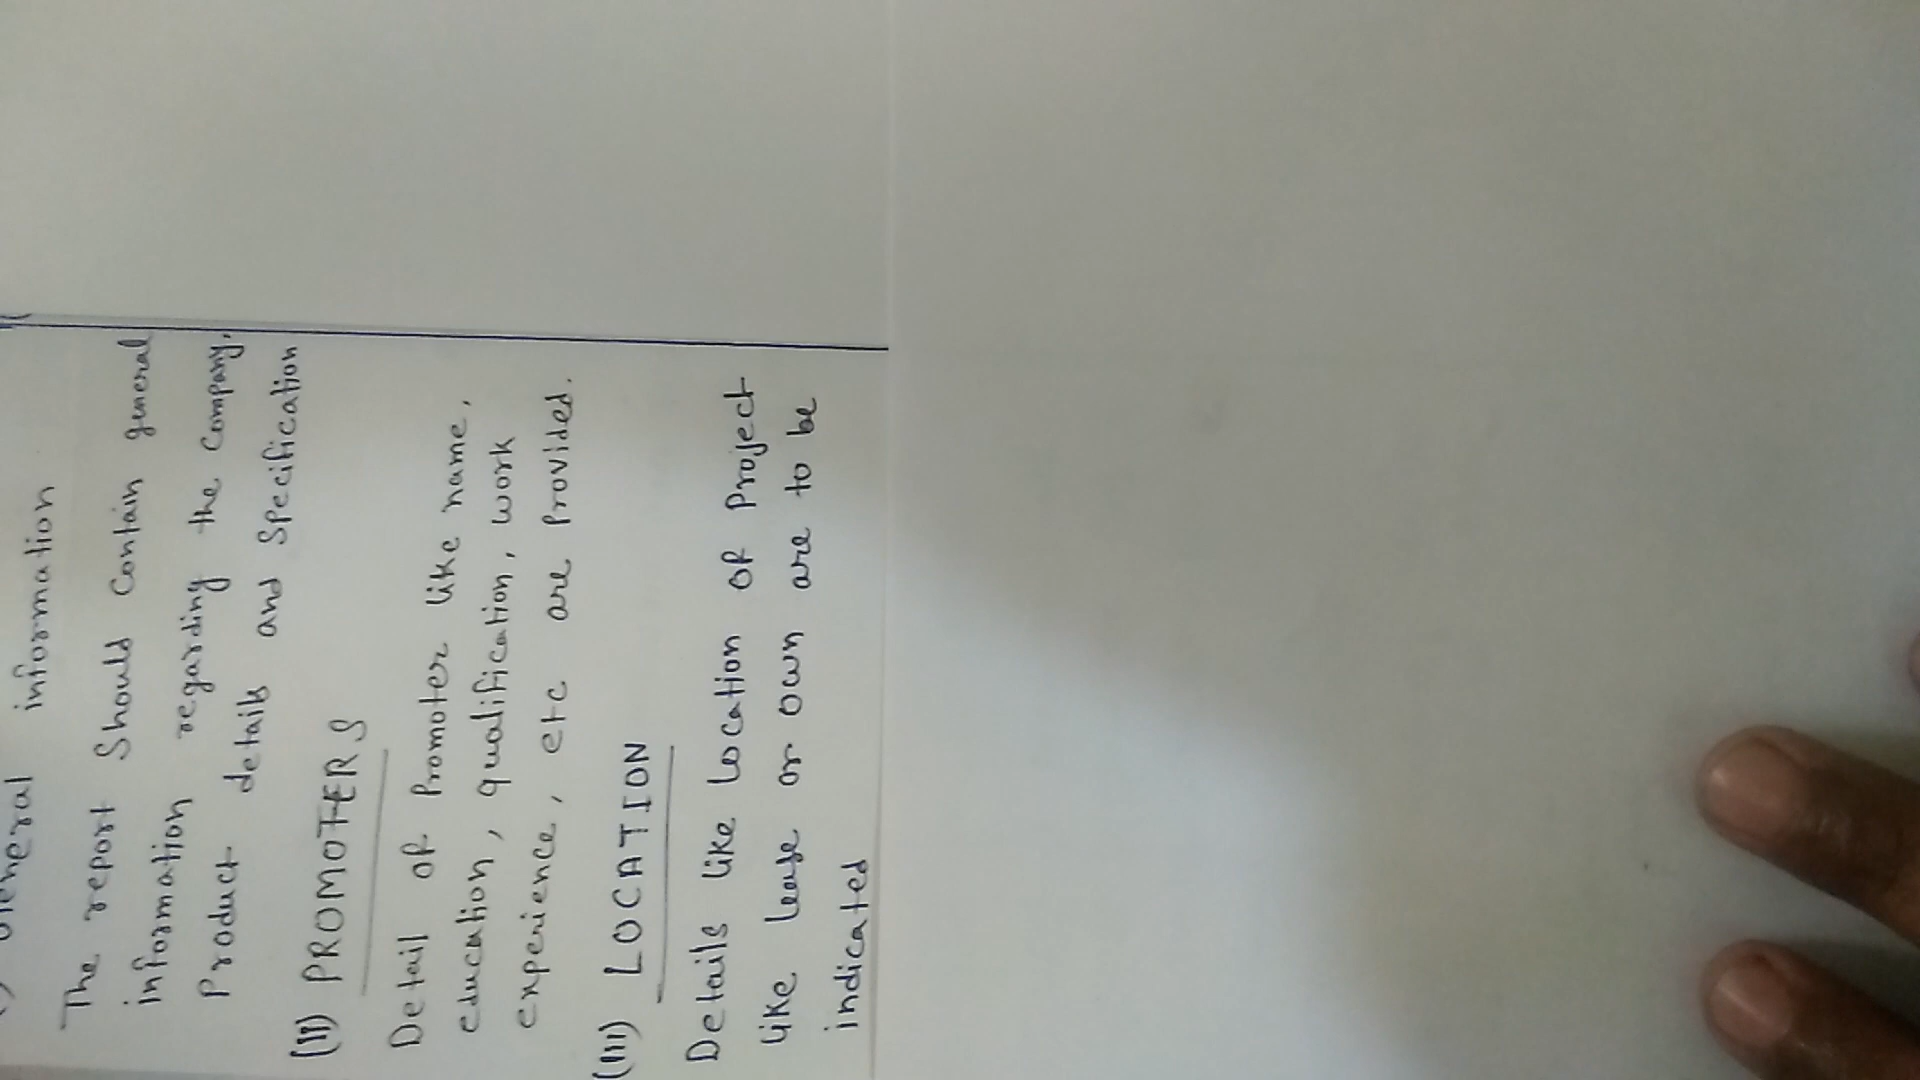 General information
The report Should Contain general
information regarding the Company,
Product details and Specification
(II) PROMOTERS
Detail of Promoter like name,
education, qualification, work
experience, etc are Provided.
(III) LOCATION
Details like Location of Project
like lease or own are to be
indicated